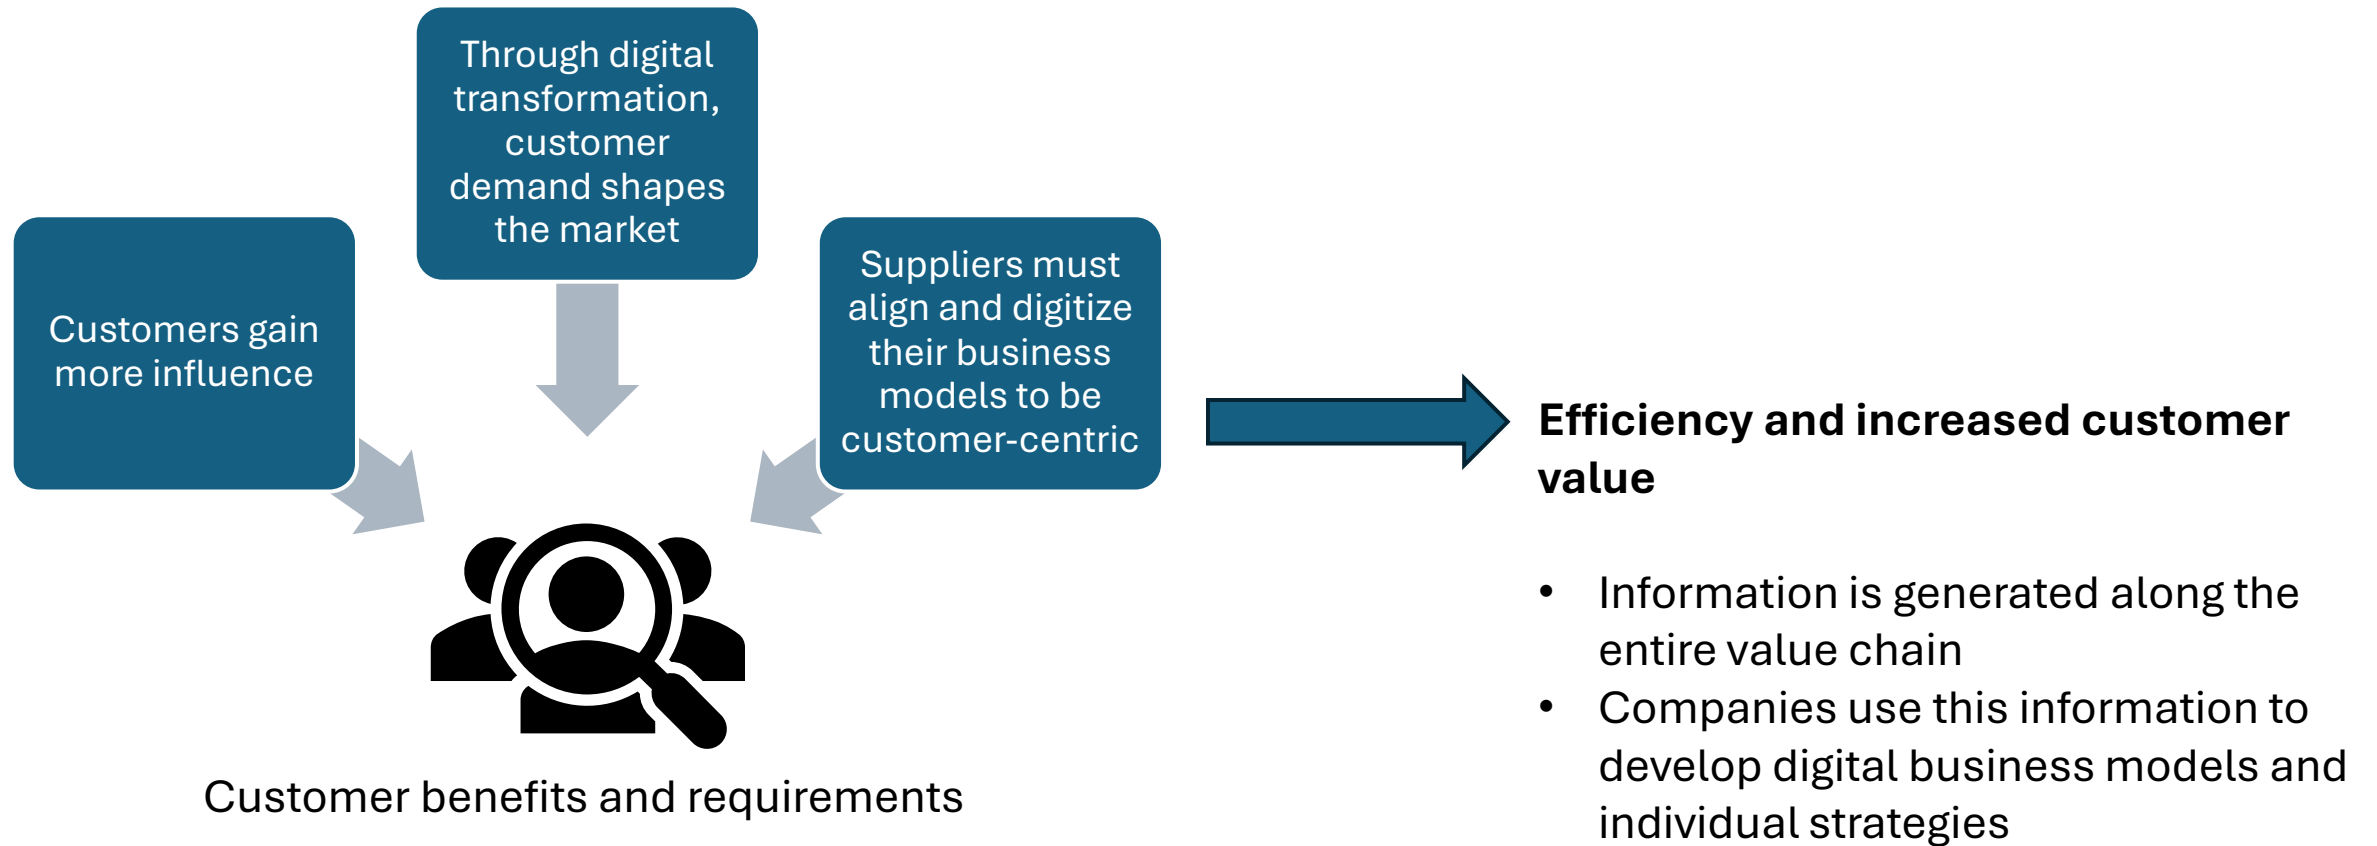 Through digital
transformation,
customer
demand shapes
the market
Customers gain
more influence
Suppliers must
align and digitize
their business
models to be
customer-centric
Customer benefits and requirements
Efficiency and increased customer
value
• Information is generated along the
entire value chain
• Companies use this information to
develop digital business models and
individual strategies